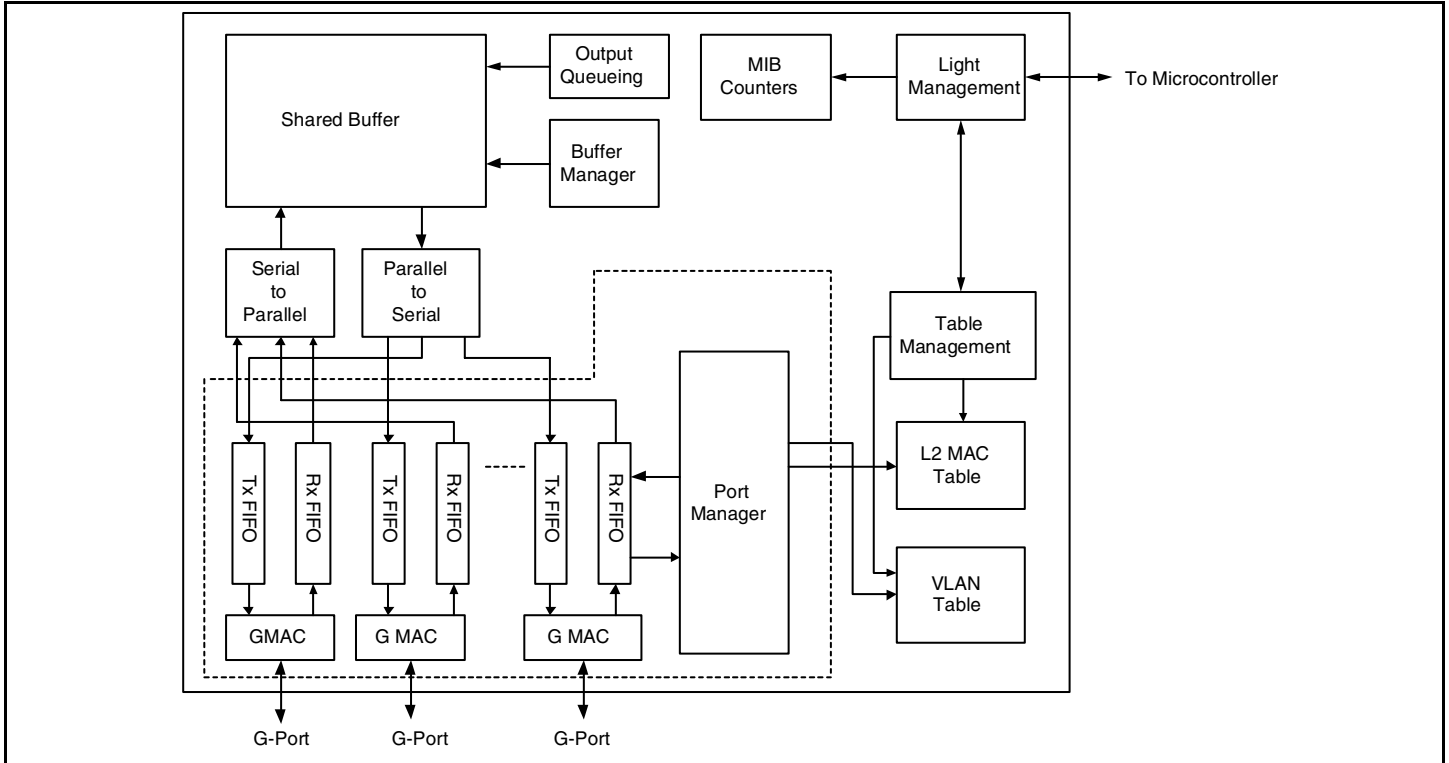 Output
Queueing
MIB
Counters
Light
Management
To Microcontroller
Shared Buffer
Buffer
Manager
Serial
to
Parallel
Parallel
to
Serial
Table
Management
L2 MAC
Table
VLAN
Table
Port
Manager
Tx FIFO
Rx FIFO
Tx FIFO
Rx FIFO
Tx FIFO
Rx FIFO
GMAC
G MAC
G MAC
G-Port
G-Port
G-Port